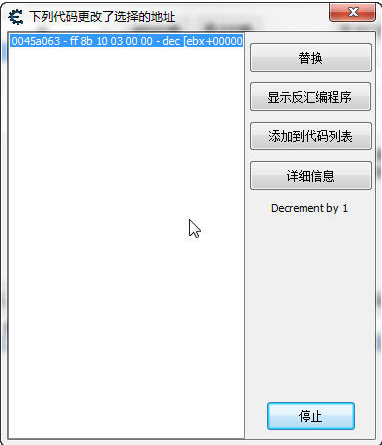 下列代码更改了选择的地址
0045a063 - ff 8b 10 03 00 00 - dec [ebx+00000
替换
显示反汇编程序
添加到代码列表
详细信息
Decrement by 1
停止